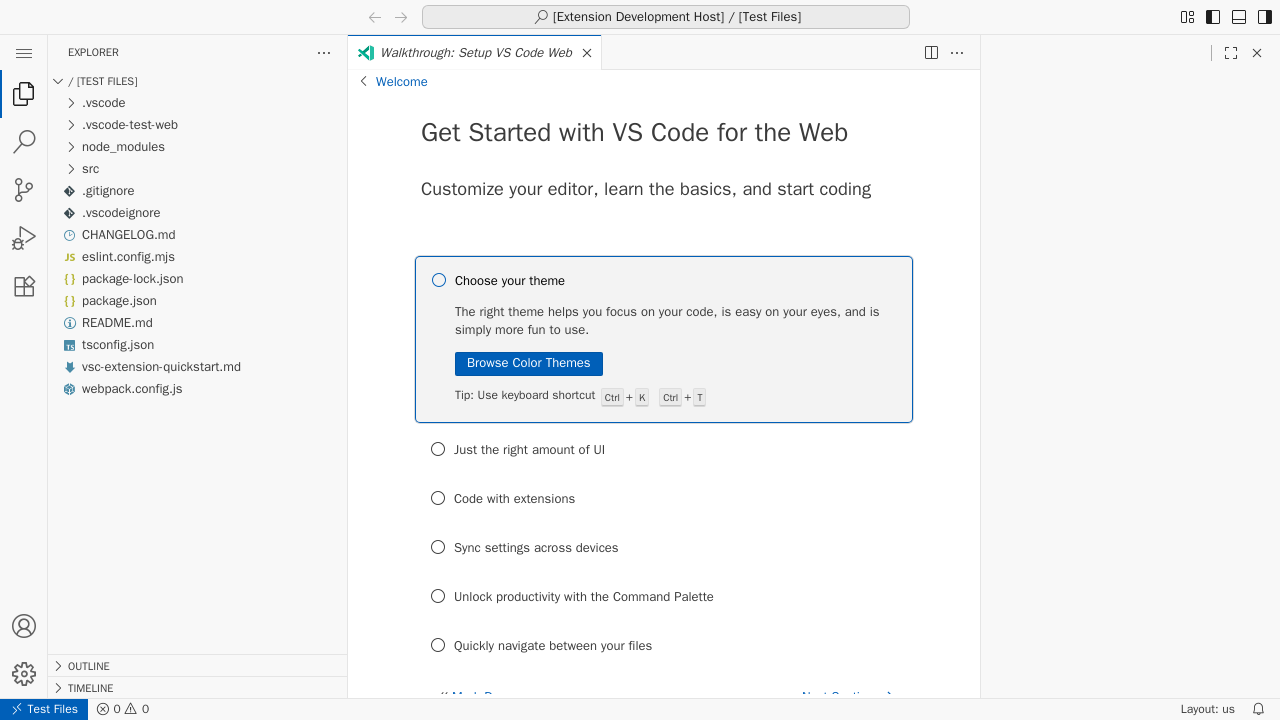 [Extension Development Host] / [Test Files]
EXPLORER
/ [TEST FILES]
.vscode
.vscode-test-web
node_modules
src
.gitignore
.vscodeignore
CHANGELOG.md
eslint.config.mjs
package-lock.json
package.json
README.md
tsconfig.json
vsc-extension-quickstart.md
webpack.config.js
OUTLINE
TIMELINE
Walkthrough: Setup VS Code Web
Welcome
Get Started with VS Code for the Web
Customize your editor, learn the basics, and start coding
Choose your theme
The right theme helps you focus on your code, is easy on your eyes, and is
simply more fun to use.
Browse Color Themes
Tip: Use keyboard shortcut Ctrl + K Ctrl + T
Just the right amount of UI
Code with extensions
Sync settings across devices
Unlock productivity with the Command Palette
Quickly navigate between your files
Test Files
0
0
Layout: us